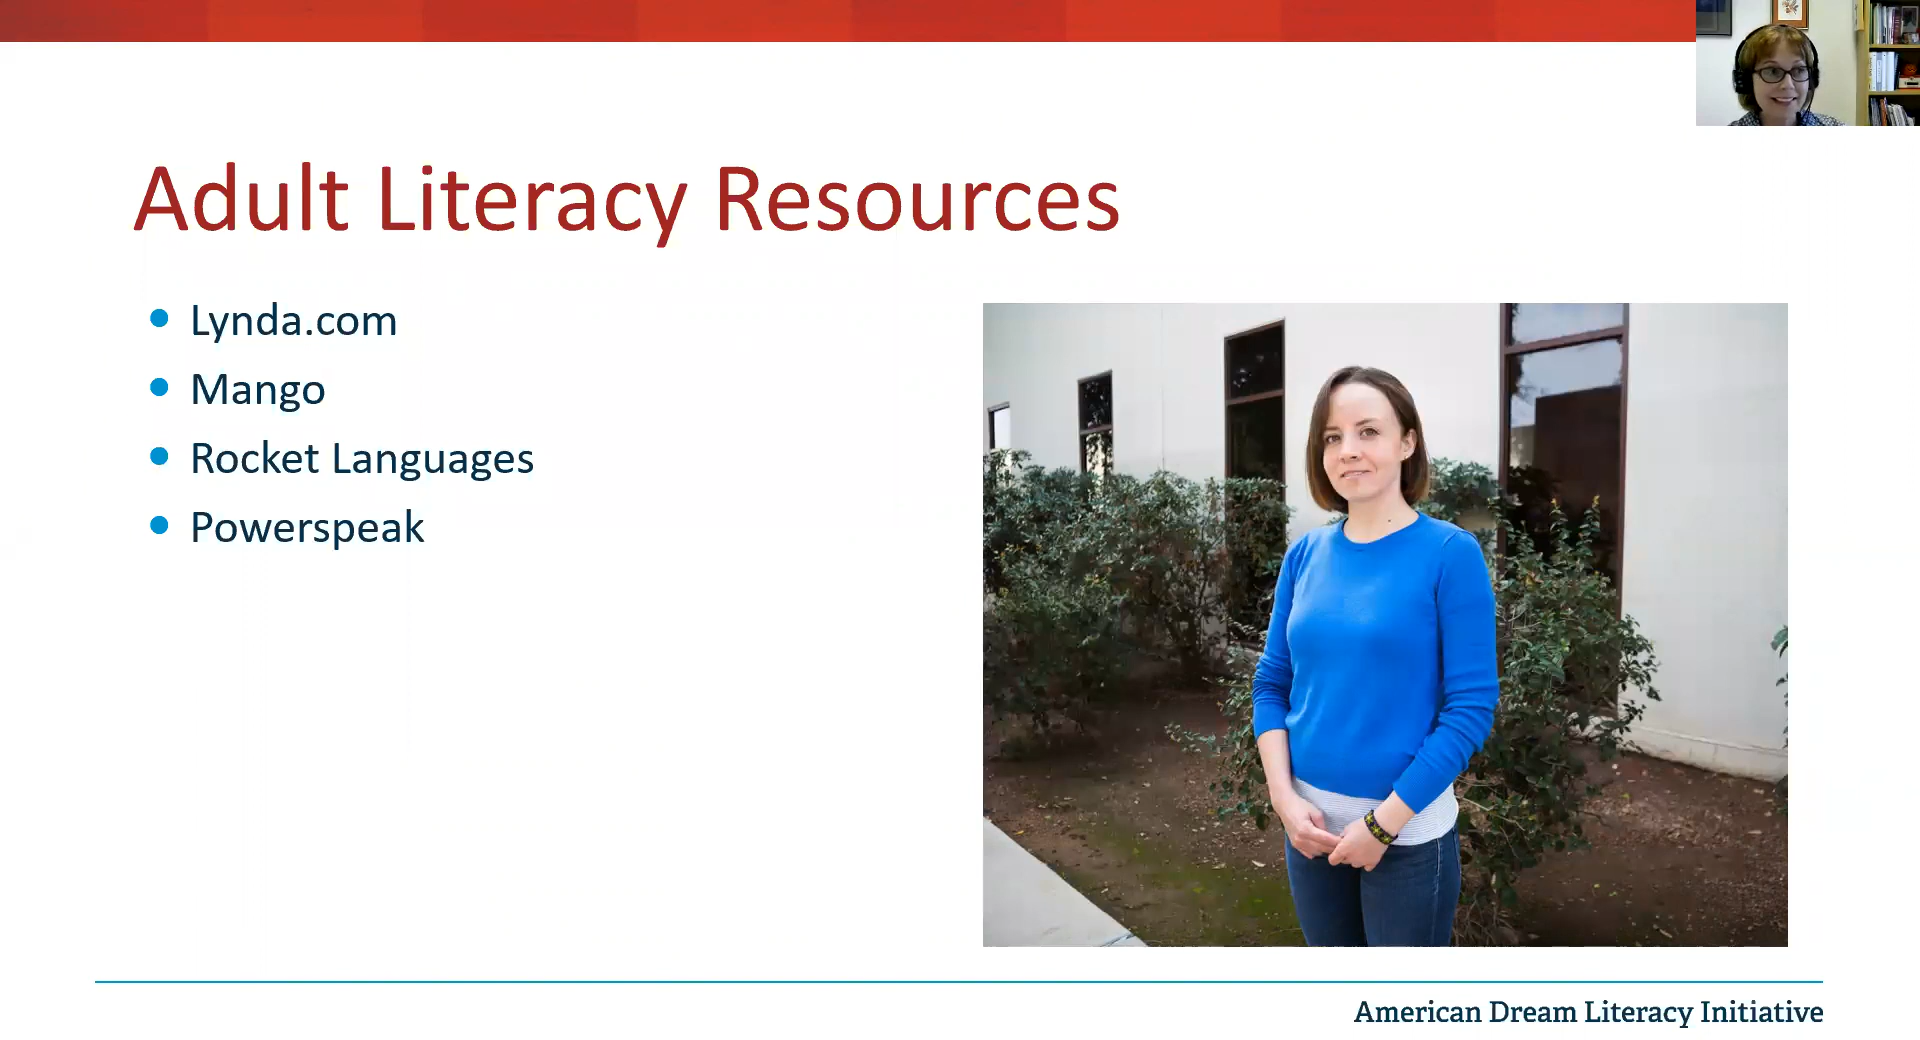 Adult Literacy Resources
Lynda.com
Mango
Rocket Languages
Powerspeak
American Dream Literacy Initiative